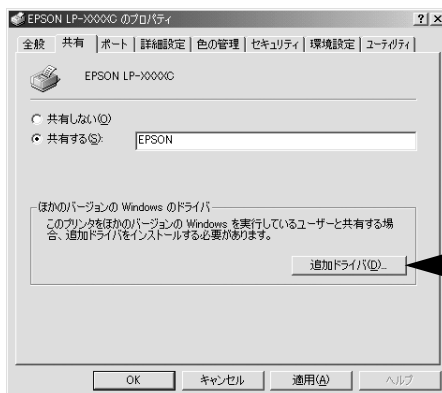 EPSON LP-XXXXC のプロパティ
全般 共有 ポート 詳細設定 色の管理 セキュリティ 環境設定 ユーティリティ
EPSON LP-XXXXC
共有しない(O)
共有する(S): EPSON
ほかのバージョンの Windows のドライバ
このプリンタをほかのバージョンの Windows を実行しているユーザーと共有する場
合、追加ドライバをインストールする必要があります。
追加ドライバ(D)...
OK キャンセル 適用(A) ヘルプ